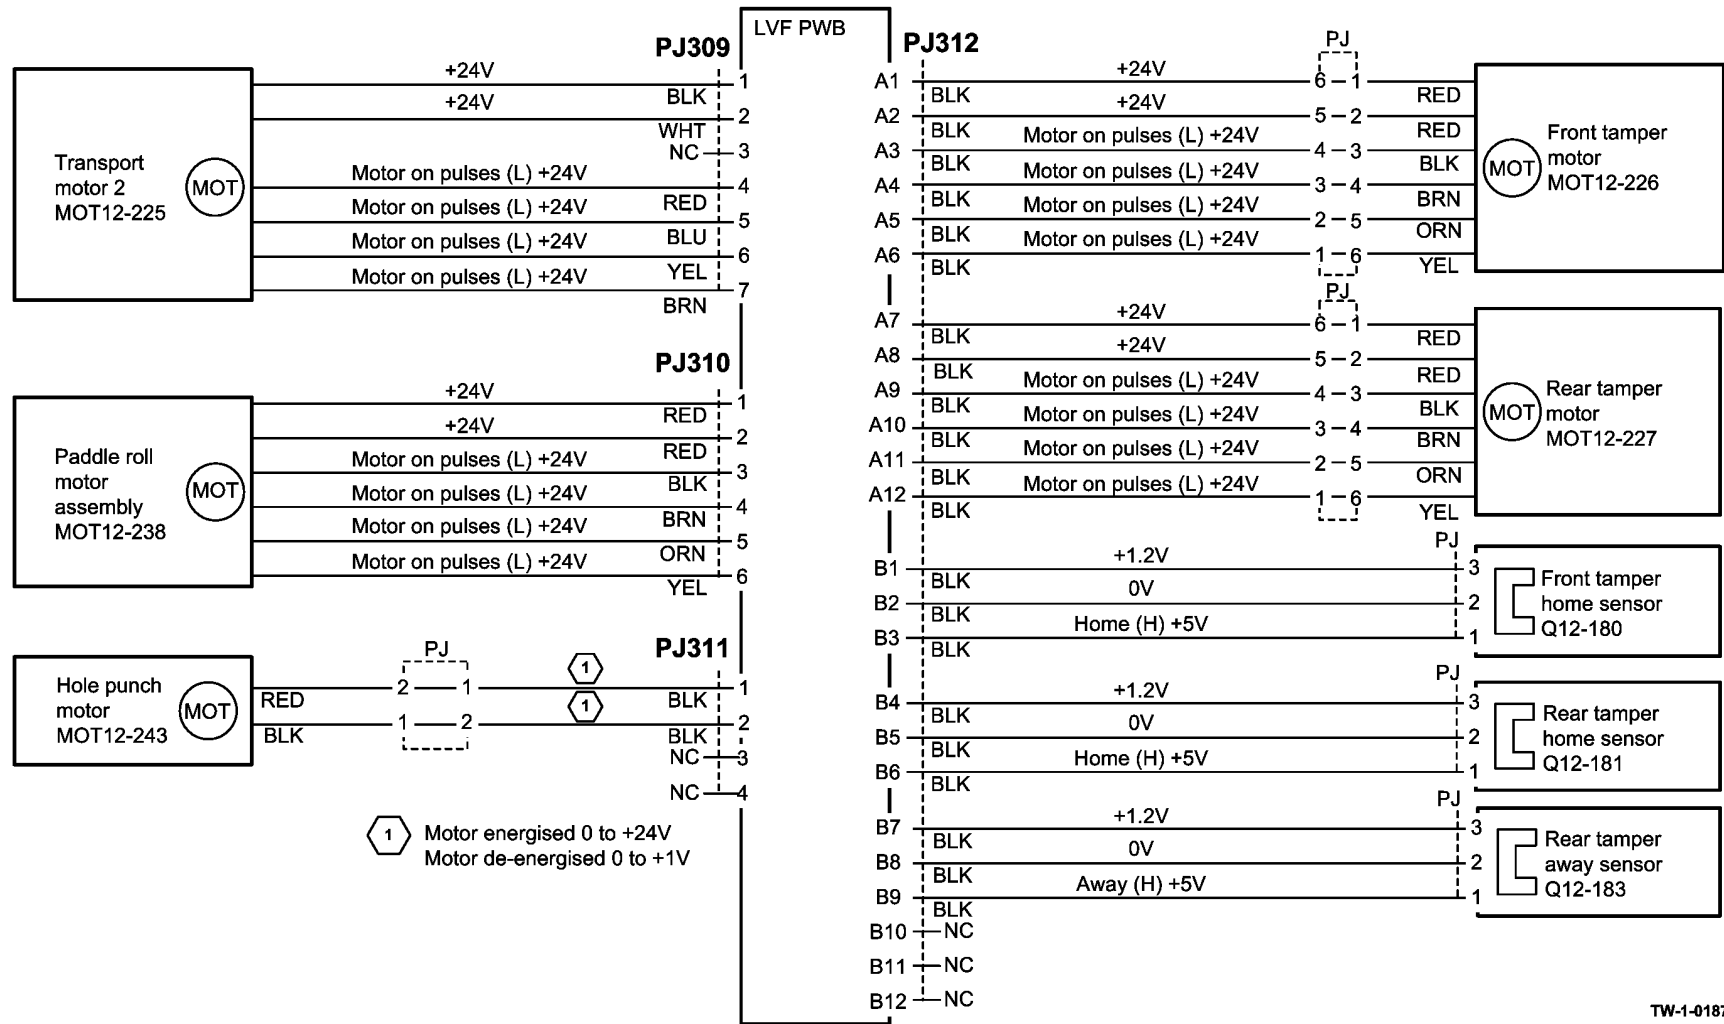 LVF PWB
PJ309
Transport
motor 2
MOT12-225
MOT
+24V
BLK
1
+24V
WHT
2
NC
3
Motor on pulses (L) +24V
RED
4
Motor on pulses (L) +24V
BLU
5
Motor on pulses (L) +24V
YEL
6
Motor on pulses (L) +24V
BRN
7
PJ310
Paddle roll
motor
assembly
MOT12-238
MOT
+24V
RED
1
+24V
RED
2
Motor on pulses (L) +24V
BLK
3
Motor on pulses (L) +24V
BRN
4
Motor on pulses (L) +24V
ORN
5
Motor on pulses (L) +24V
YEL
6
PJ311
Hole punch
motor
MOT12-243
MOT
PJ
RED
2 1
1
BLK
1
BLK
1 2
1
BLK
2
NC
3
NC
4
1
Motor energised 0 to +24V
Motor de-energised 0 to +1V
PJ312
PJ
A1
BLK
+24V
6 1
RED
A2
BLK
+24V
5 2
RED
A3
BLK
Motor on pulses (L) +24V
4 3
BLK
A4
BLK
Motor on pulses (L) +24V
3 4
BRN
A5
BLK
Motor on pulses (L) +24V
2 5
ORN
A6
BLK
Motor on pulses (L) +24V
1 6
YEL
MOT
Front tamper
motor
MOT12-226
PJ
A7
BLK
+24V
6 1
RED
A8
BLK
+24V
5 2
RED
A9
BLK
Motor on pulses (L) +24V
4 3
BLK
A10
BLK
Motor on pulses (L) +24V
3 4
BRN
A11
BLK
Motor on pulses (L) +24V
2 5
ORN
A12
BLK
Motor on pulses (L) +24V
1 6
YEL
MOT
Rear tamper
motor
MOT12-227
PJ
B1
BLK
+1.2V
3
B2
BLK
0V
2
B3
BLK
Home (H) +5V
1
Front tamper
home sensor
Q12-180
PJ
B4
BLK
+1.2V
3
B5
BLK
0V
2
B6
BLK
Home (H) +5V
1
Rear tamper
home sensor
Q12-181
PJ
B7
BLK
+1.2V
3
B8
BLK
0V
2
B9
BLK
Away (H) +5V
1
Rear tamper
away sensor
Q12-183
B10
NC
B11
NC
B12
NC
TW-1-0187